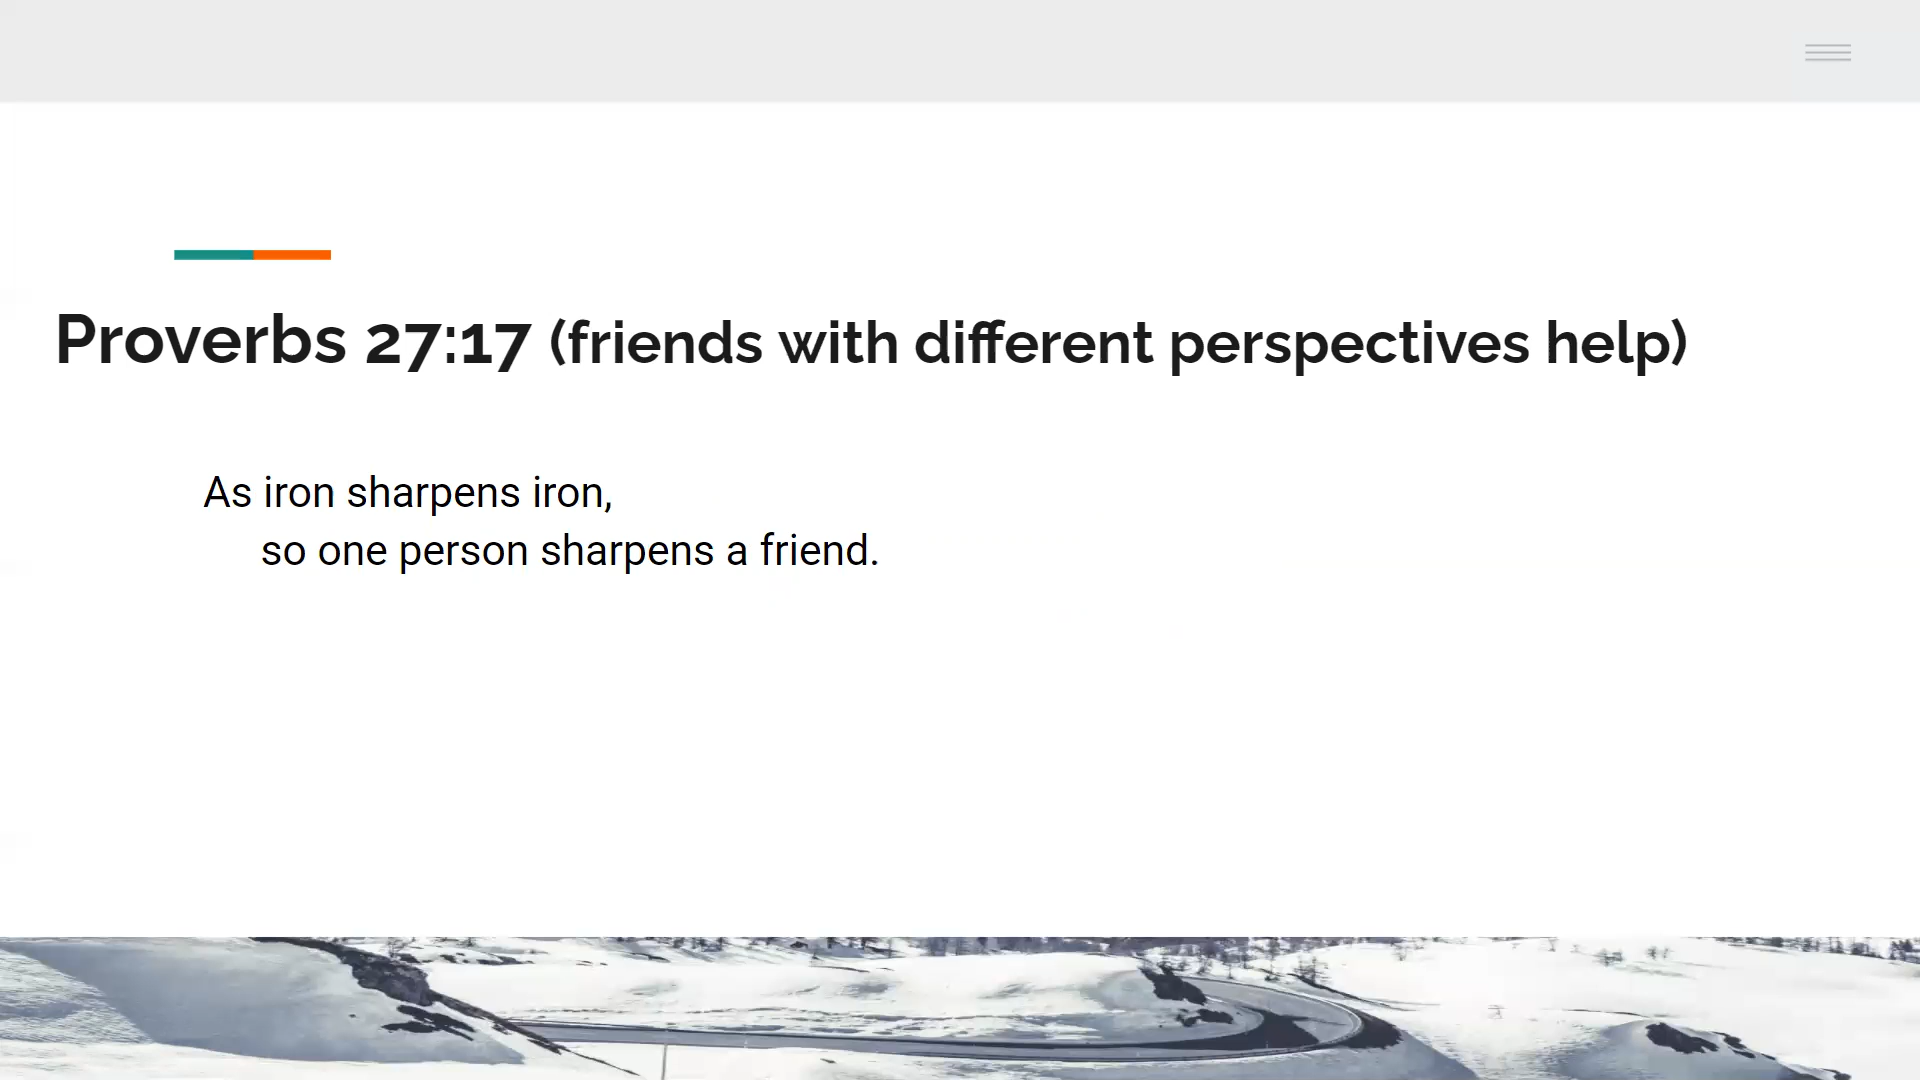 Proverbs 27:17 (friends with different perspectives help)
As iron sharpens iron,
so one person sharpens a friend.